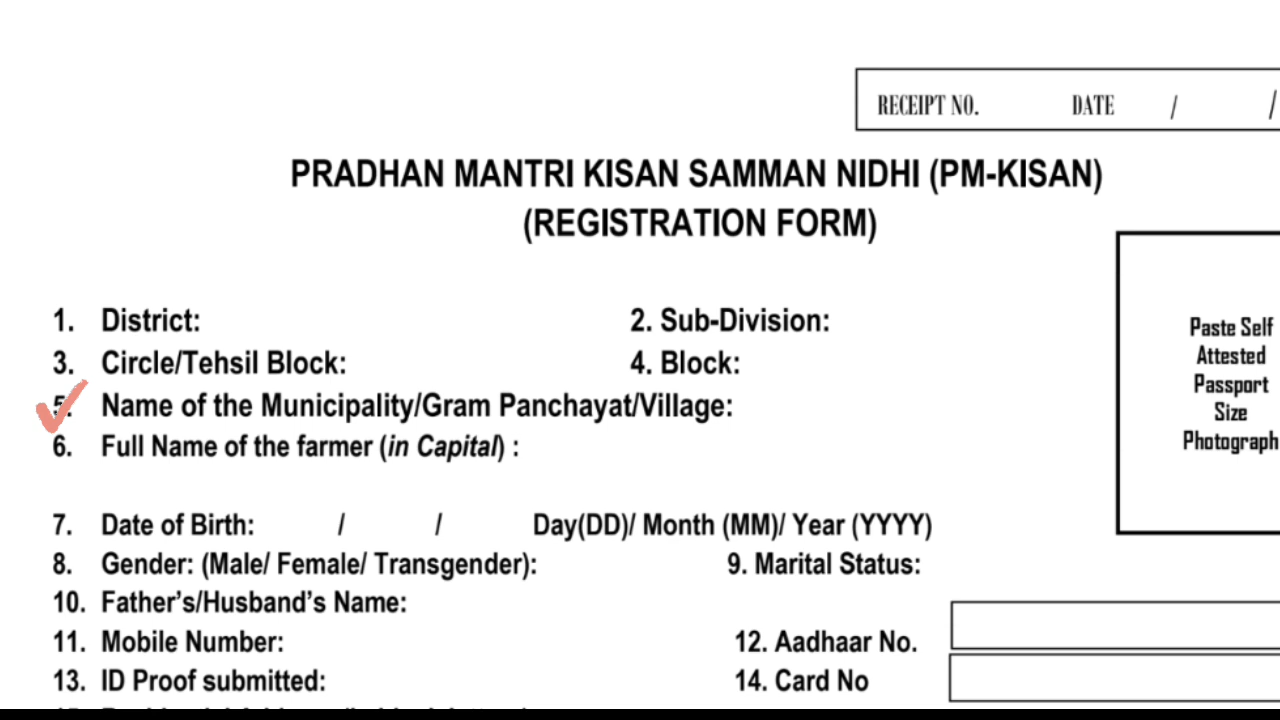 RECEIPT NO. DATE / /
PRADHAN MANTRI KISAN SAMMAN NIDHI (PM-KISAN)
(REGISTRATION FORM)
1. District: 2. Sub-Division:
3. Circle/Tehsil Block: 4. Block:
5. Name of the Municipality/Gram Panchayat/Village:
6. Full Name of the farmer (in Capital) :
Paste Self
Attested
Passport
Size
Photograph
7. Date of Birth: / / Day(DD)/ Month (MM)/ Year (YYYY)
8. Gender: (Male/ Female/ Transgender): 9. Marital Status:
10. Father’s/Husband’s Name:
11. Mobile Number: 12. Aadhaar No.
13. ID Proof submitted: 14. Card No